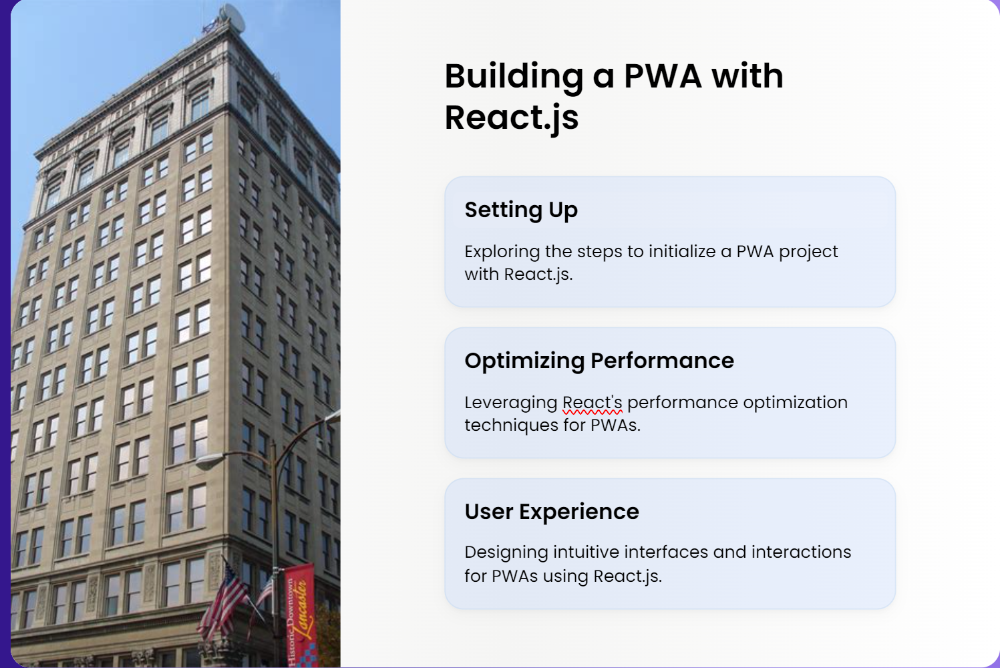 Building a PWA with
React.js
Setting Up
Exploring the steps to initialize a PWA project
with React.js.
Optimizing Performance
Leveraging React's performance optimization
techniques for PWAs.
User Experience
Designing intuitive interfaces and interactions
for PWAs using React.js.
Historic Downtown
Lancaster